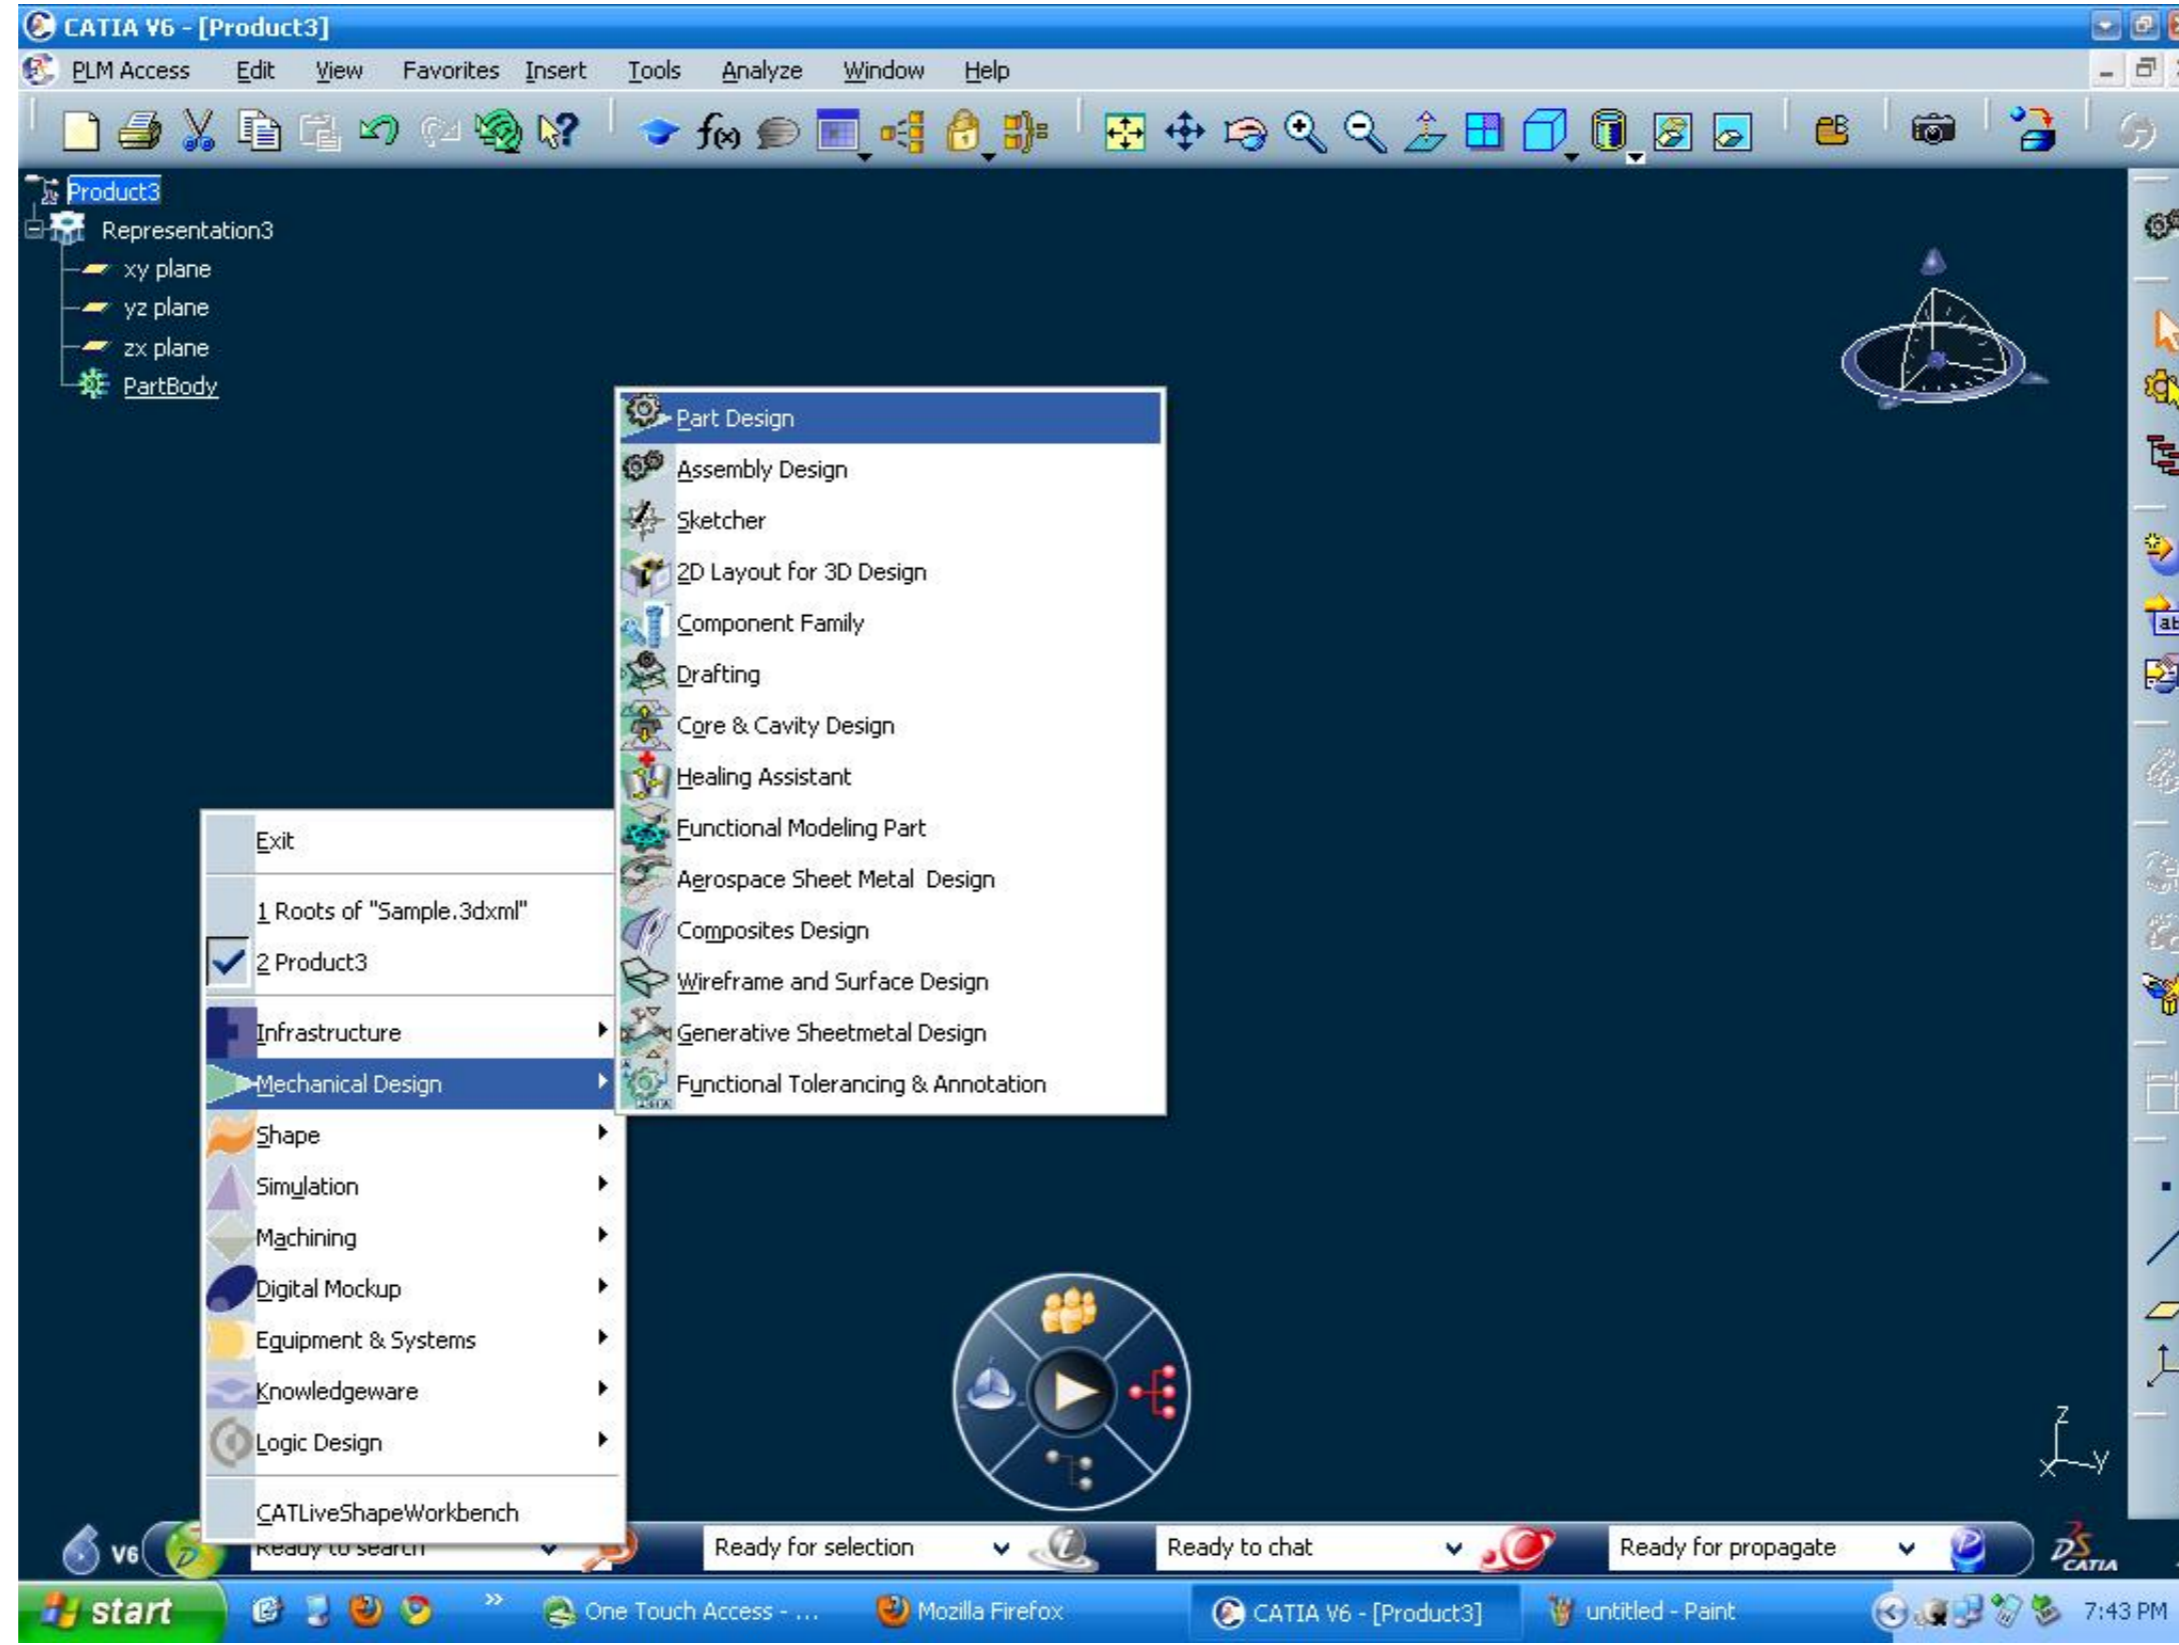 CATIA V6 - [Product3]
PLM Access Edit View Favorites Insert Tools Analyze Window Help
f(x)
Product3
Representation3
xy plane
yz plane
zx plane
PartBody
Part Design
Assembly Design
Sketcher
2D Layout for 3D Design
Component Family
Drafting
Core & Cavity Design
Healing Assistant
Functional Modeling Part
Aerospace Sheet Metal Design
Composites Design
Wireframe and Surface Design
Generative Sheetmetal Design
Functional Tolerancing & Annotation
Exit
1 Roots of "Sample.3dxml"
2 Product3
Infrastructure
Mechanical Design
Shape
Simulation
Machining
Digital Mockup
Equipment & Systems
Knowledgeware
Logic Design
CATLiveShapeWorkbench
z
x y
V6 Ready to search Ready for selection Ready to chat Ready for propagate CATIA
start One Touch Access - ... Mozilla Firefox CATIA V6 - [Product3] untitled - Paint 7:43 PM